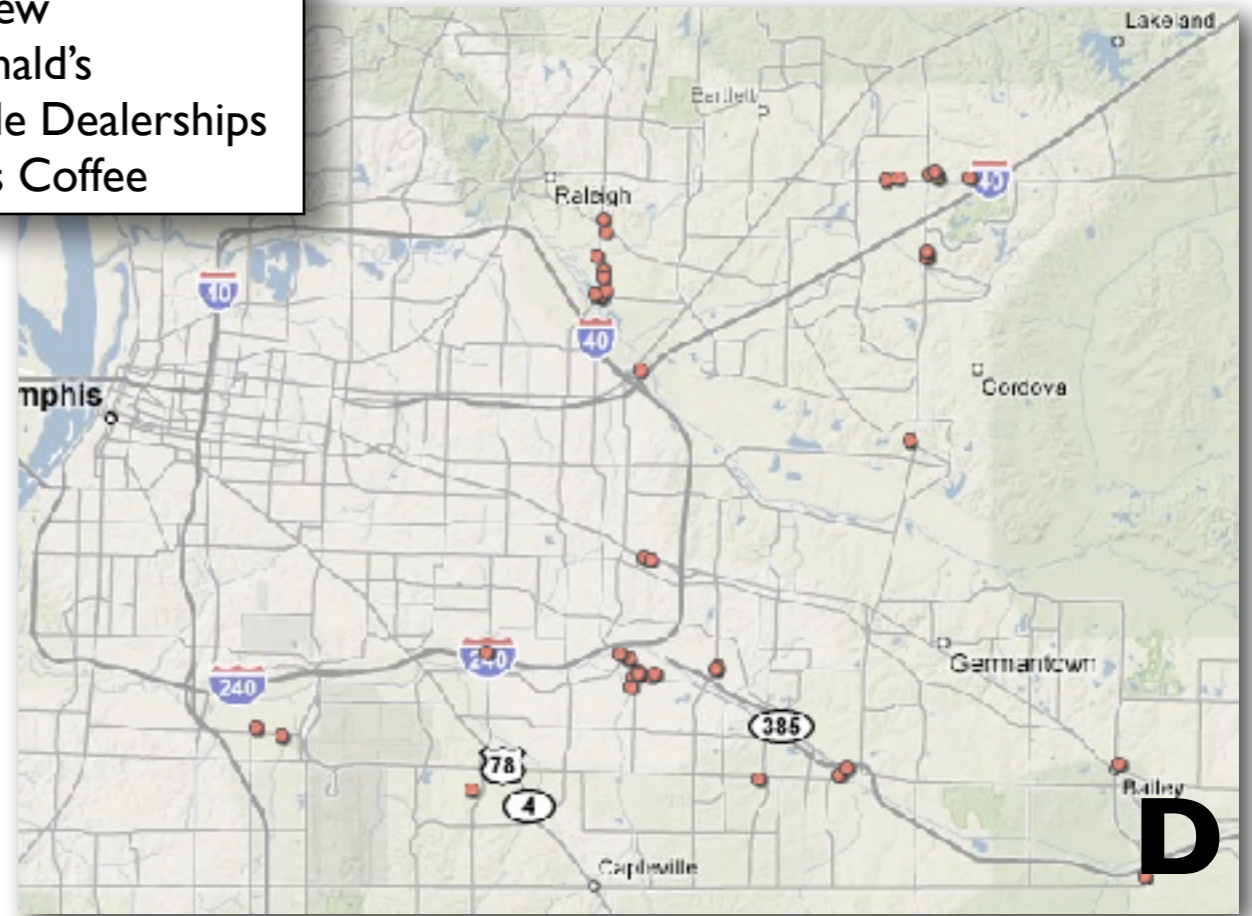 ew
nald's
le Dealerships
s Coffee
Lakeland
Bartlett
Raleigh
40
40
40
Cordova
mphis
Germantown
240
240
385
78
4
Bailey
D
Capleville